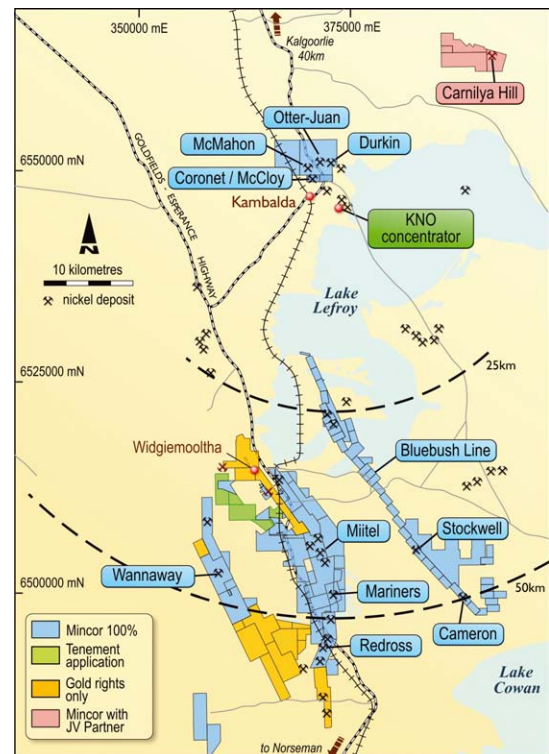 350000 mE
375000 mE
Kalgoorlie
40km
Carnilya Hill
Otter-Juan
McMahon
Durkin
6550000 mN
Coronet / McCloy
Kambalda
KNO
concentrator
GOLDFIELDS - ESPERANCE HIGHWAY
N
10 kilometres
nickel deposit
Lake
Lefroy
6525000 mN
25km
Widgiemooltha
Bluebush Line
Miitel
Stockwell
Wannaway
6500000 mN
Mariners
50km
Cameron
Redross
Mincor 100%
Tenement
application
Gold rights
only
Mincor with
JV Partner
Lake
Cowan
to Norseman